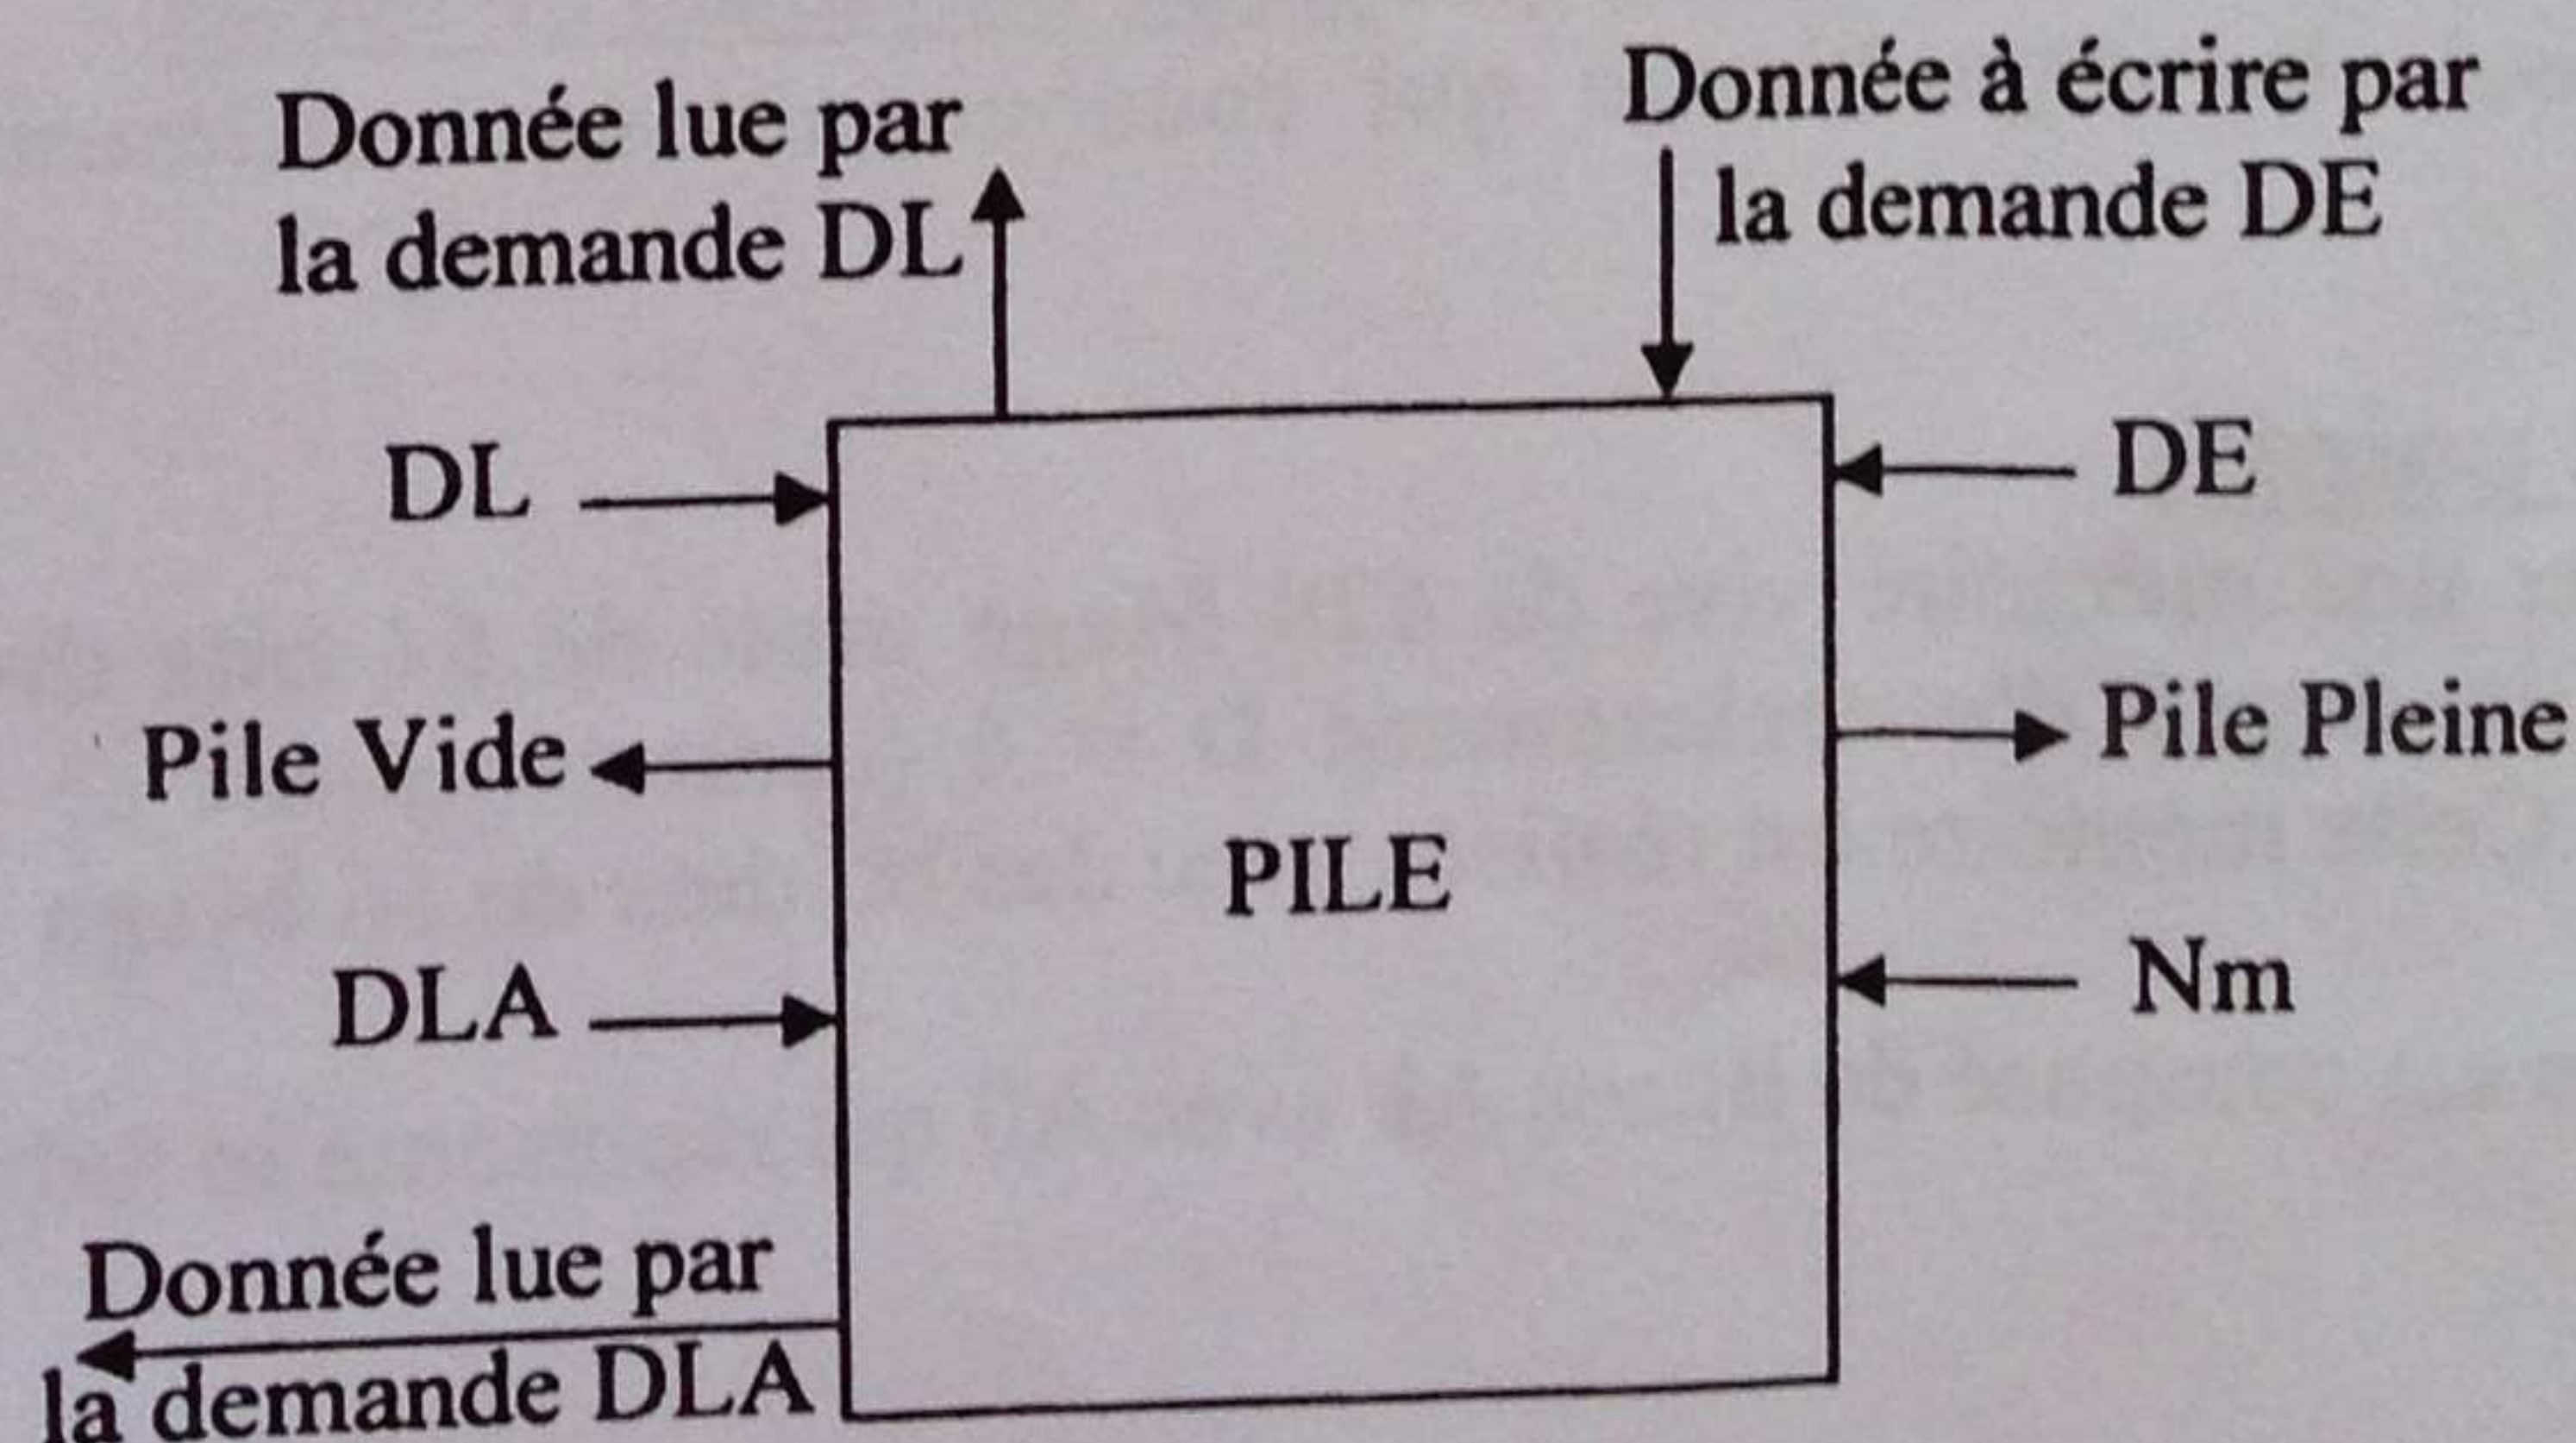 Donnée lue par
la demande DL
Donnée à écrire par
la demande DE
DL
DE
Pile Vide
Pile Pleine
PILE
DLA
Nm
Donnée lue par
la demande DLA